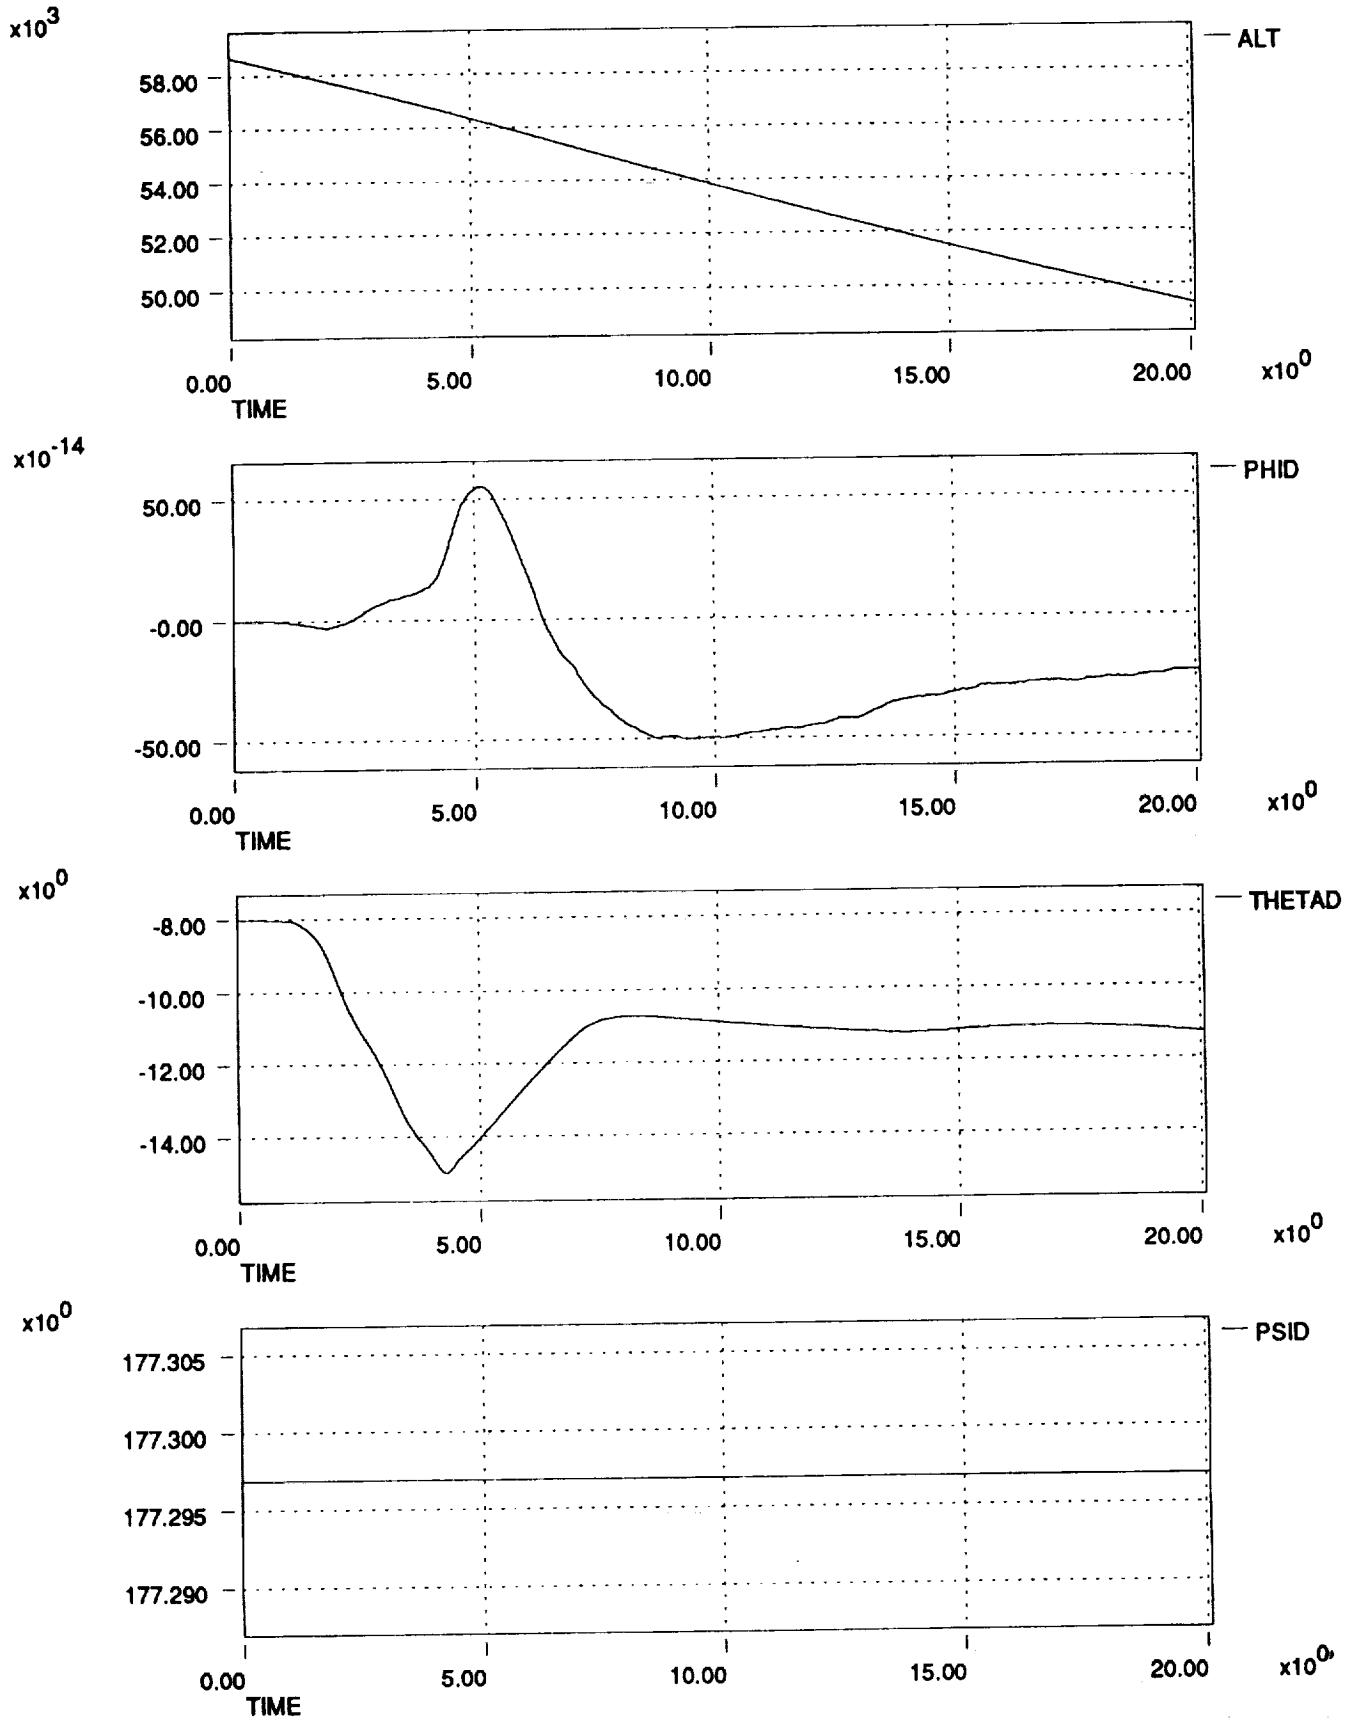 x10^3
— ALT
58.00
56.00
54.00
52.00
50.00
0.00 5.00 10.00 15.00 20.00 x10^0
TIME
x10^-14
— PHID
50.00
-0.00
-50.00
0.00 5.00 10.00 15.00 20.00 x10^0
TIME
x10^0
— THETAD
-8.00
-10.00
-12.00
-14.00
0.00 5.00 10.00 15.00 20.00 x10^0
TIME
x10^0
— PSID
177.305
177.300
177.295
177.290
0.00 5.00 10.00 15.00 20.00 x10^0
TIME